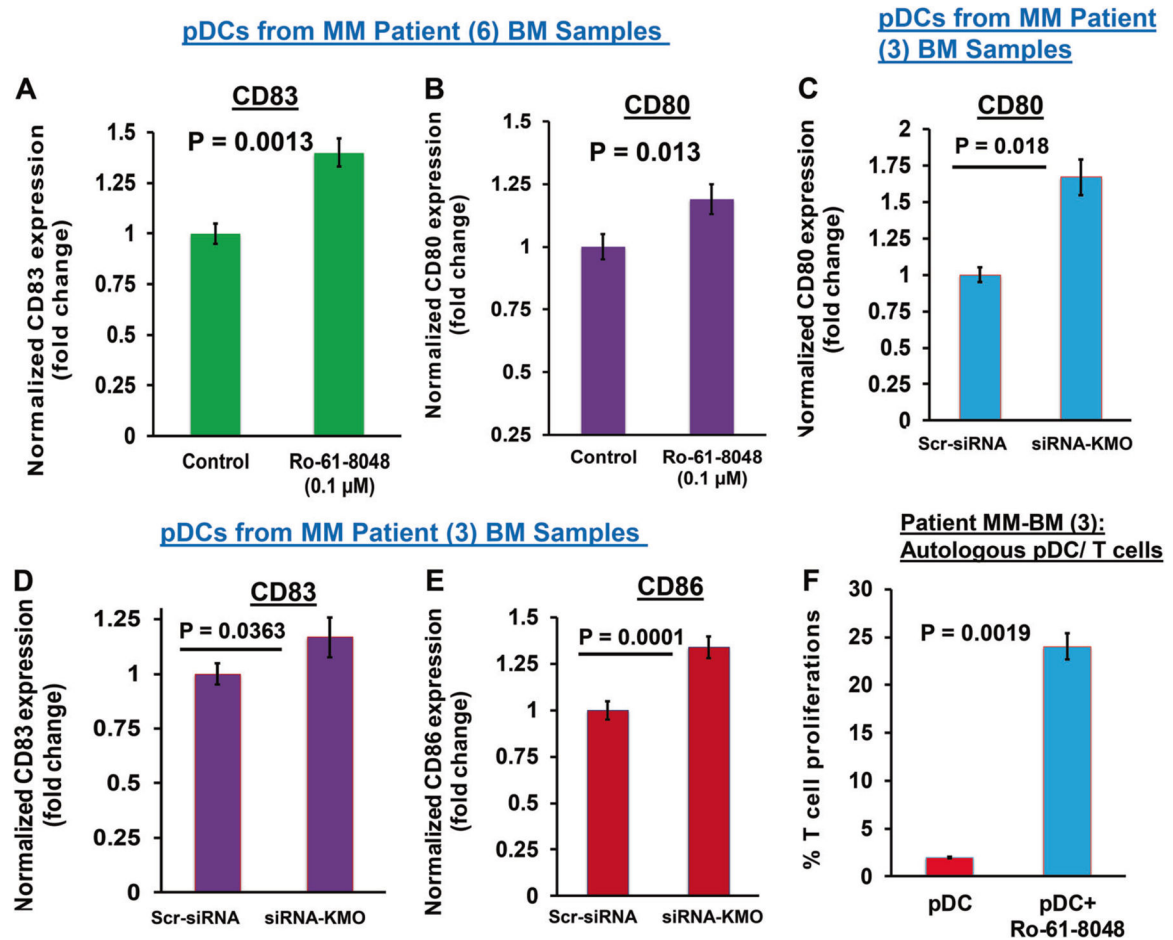 pDCs from MM Patient (6) BM Samples
pDCs from MM Patient
(3) BM Samples
A
CD83
P = 0.0013
Normalized CD83 expression
(fold change)
1.5
1.25
1
0.75
0.5
0.25
0
Control
Ro-61-8048
(0.1 µM)
B
CD80
P = 0.013
Normalized CD80 expression
(fold change)
1.5
1.25
1
0.75
0.5
0.25
Control
Ro-61-8048
(0.1 µM)
C
CD80
P = 0.018
Normalized CD80 expression
(fold change)
2
1.75
1.5
1.25
1
0.75
0.5
0.25
0
Scr-siRNA
siRNA-KMO
pDCs from MM Patient (3) BM Samples
D
CD83
P = 0.0363
Normalized CD83 expression
(fold change)
1.25
1
0.75
0.5
0.25
0
Scr-siRNA
siRNA-KMO
E
CD86
P = 0.0001
Normalized CD86 expression
(fold change)
1.5
1.25
1
0.75
0.5
0.25
0
Scr-siRNA
siRNA-KMO
Patient MM-BM (3):
Autologous pDC/ T cells
F
P = 0.0019
% T cell proliferations
30
25
20
15
10
5
0
pDC
pDC+
Ro-61-8048